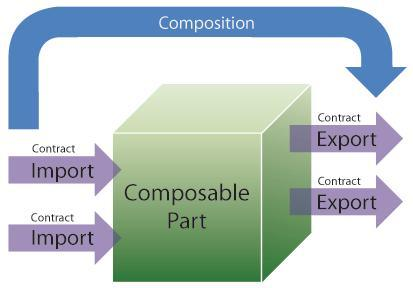 Composition
Contract
Import
Contract
Import
Composable
Part
Contract
Export
Contract
Export